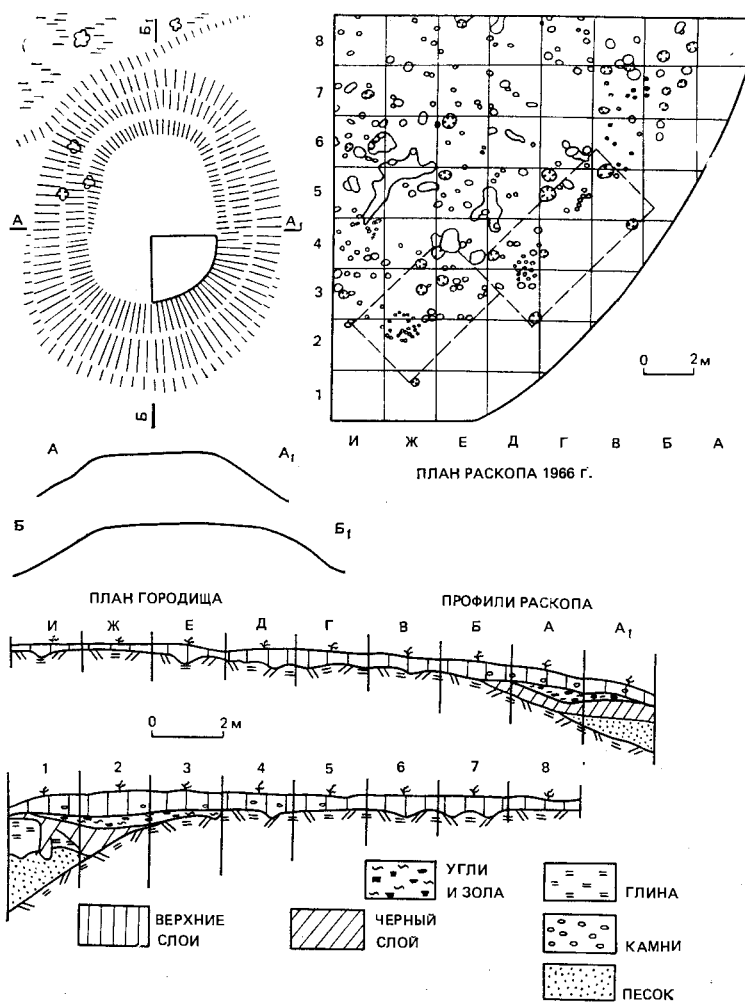 Б₁
А
А₁
Б
8
7
6
5
4
3
2
1
0 2 м
И Ж Е Д Г В Б А
ПЛАН РАСКОПА 1966 Г.
А А₁
Б Б₁
ПЛАН ГОРОДИЩА
ПРОФИЛИ РАСКОПА
И Ж Е Д Г В Б А А₁
0 2 м
1 2 3 4 5 6 7 8
УГЛИ
И ЗОЛА
ГЛИНА
ВЕРХНИЕ
СЛОИ
ЧЕРНЫЙ
СЛОЙ
КАМНИ
ПЕСОК